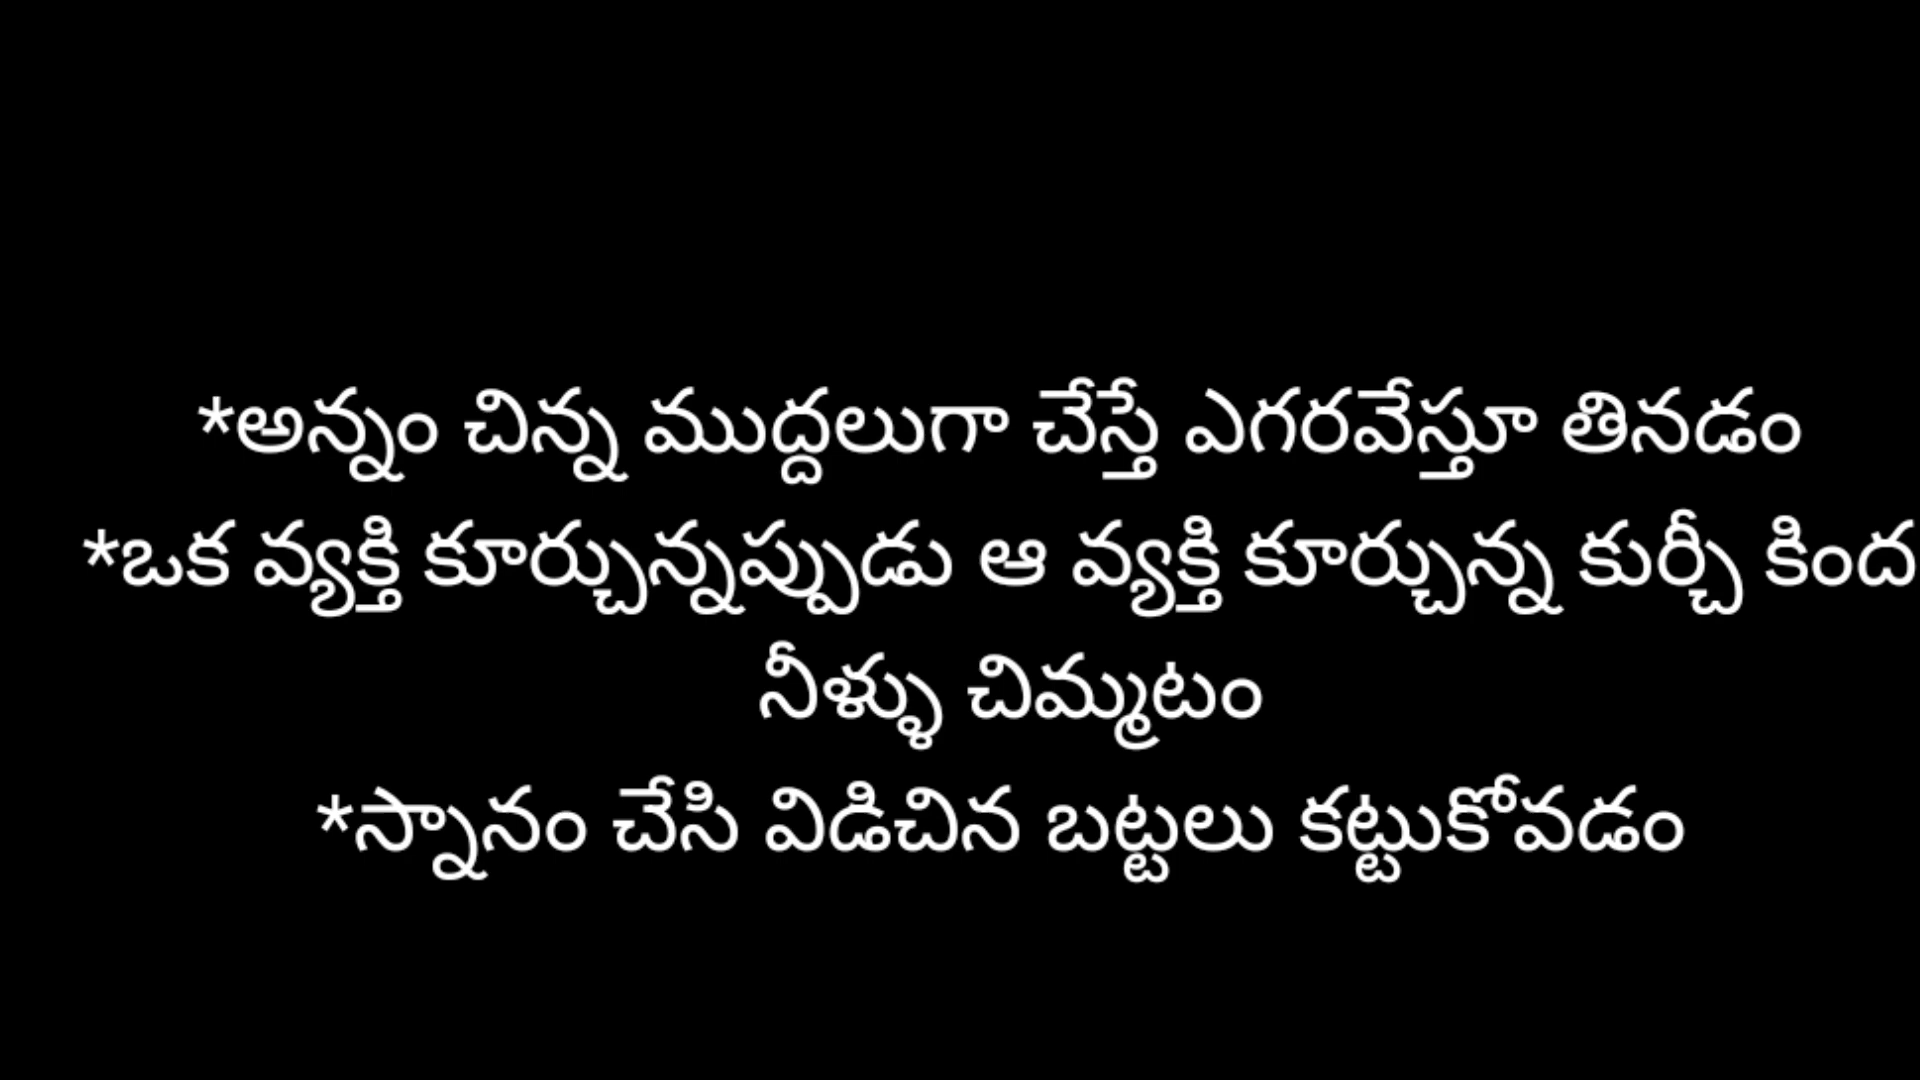 *అన్నం చిన్న ముద్దలుగా చేస్తే ఎగరవేస్తూ తినడం
*ఒక వ్యక్తి కూర్చున్నప్పుడు ఆ వ్యక్తి కూర్చున్న కుర్చీ కింద
నీళ్ళు చిమ్మటం
*స్నానం చేసి విడిచిన బట్టలు కట్టుకోవడం